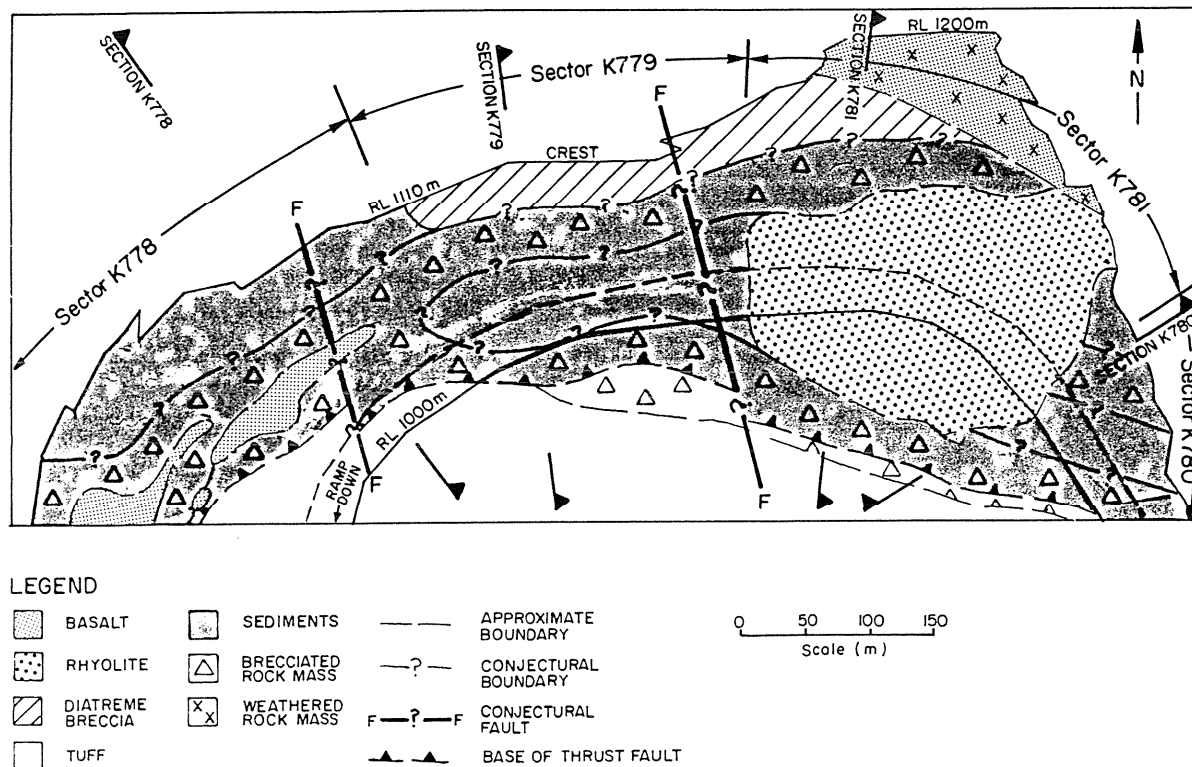 RL 1200m
SECTION K778
SECTION K779
Sector K779
SECTION K781
N
F
F
CREST
Sector K781
RL 1110m
Sector K778
SECTION K780
Sector K780
RL 1000m
RAMP
DOWN
F
F
? ? ? ? ? ? ? ? ? ? ? ?
LEGEND
BASALT
SEDIMENTS
APPROXIMATE
BOUNDARY
0 50 100 150
Scale (m)
RHYOLITE
BRECCIATED
ROCK MASS
—?— CONJECTURAL
BOUNDARY
DIATREME
BRECCIA
X X WEATHERED
ROCK MASS
F —?— F CONJECTURAL
FAULT
TUFF
BASE OF THRUST FAULT